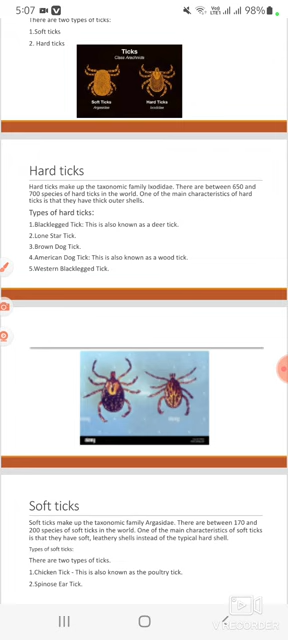 5:07
98%
There are two types of ticks
1.Soft ticks
2. Hard ticks
Ticks
Class Arachnida
Soft Ticks
Argasidae
Hard Ticks
Ixodidae
Hard ticks
Hard ticks make up the taxonomic family Ixodidae. There are between 650 and
700 species of hard ticks in the world. One of the main characteristics of hard
ticks is that they have thick outer shells.
Types of hard ticks:
1.Blacklegged Tick: This is also known as a deer tick.
2.Lone Star Tick.
3.Brown Dog Tick.
4.American Dog Tick: This is also known as a wood tick.
5.Western Blacklegged Tick.
alamy
Soft ticks
Soft ticks make up the taxonomic family Argasidae. There are between 170 and
200 species of soft ticks in the world. One of the main characteristics of soft ticks
is that they have soft, leathery shells instead of the typical hard shell.
Types of soft ticks:
There are two types of ticks.
1.Chicken Tick - This is also known as the poultry tick.
2.Spinose Ear Tick.
VRECORDER